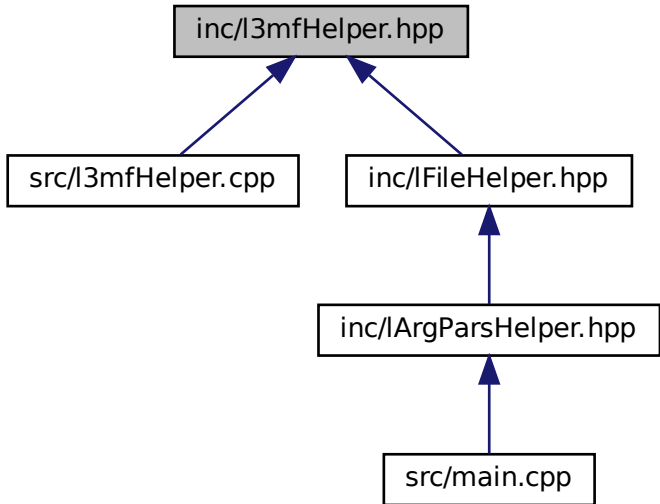 inc/l3mfHelper.hpp
src/l3mfHelper.cpp
inc/lFileHelper.hpp
inc/lArgParsHelper.hpp
src/main.cpp